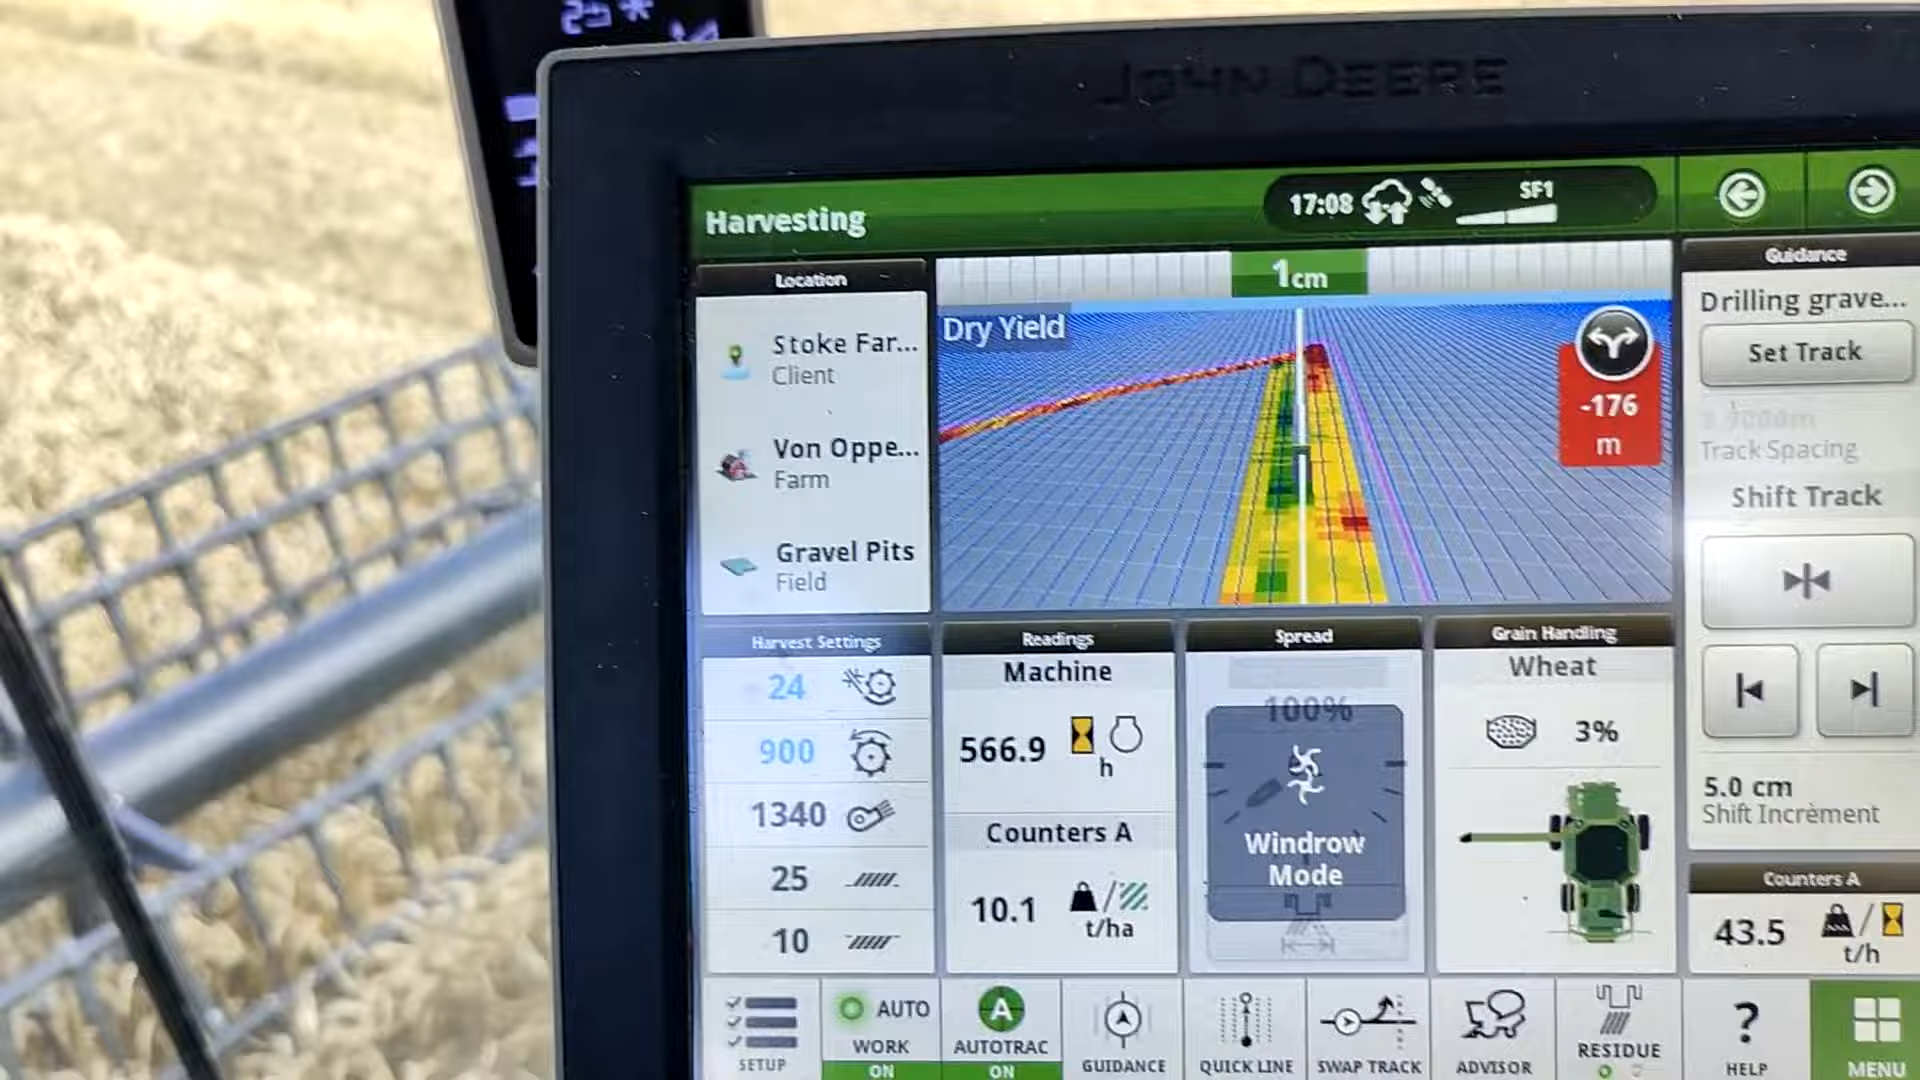 JOHN DEERE
Harvesting
17:08
SF1
Location
Stoke Far...
Client
Von Oppe...
Farm
Gravel Pits
Field
1cm
Dry Yield
-176
m
Guidance
Drilling grave...
Set Track
Track Spacing
Shift Track
5.0 cm
Shift Increment
Harvest Settings
24
900
1340
25
10
Readings
Machine
566.9
h
Counters A
10.1
t/ha
Spread
100%
Windrow
Mode
Grain Handling
Wheat
3%
Counters A
43.5
t/h
SETUP
AUTO
WORK
ON
A
AUTOTRAC
ON
GUIDANCE
QUICK LINE
SWAP TRACK
ADVISOR
RESIDUE
?
HELP
MENU